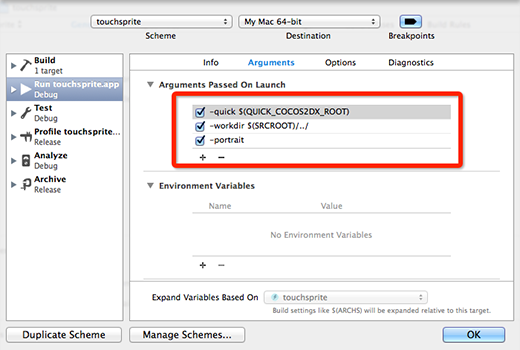 touchsprite
My Mac 64-bit
Scheme
Destination
Breakpoints
Build
1 target
Run touchsprite.app
Debug
Test
Debug
Profile touchsprite....
Release
Analyze
Debug
Archive
Release
Info
Arguments
Options
Diagnostics
Arguments Passed On Launch
-quick $(QUICK_COCOS2DX_ROOT)
-workdir $(SRCROOT)/../
-portrait
+ −
Environment Variables
Name
Value
No Environment Variables
+ −
Expand Variables Based On
touchsprite
Build settings like $(ARCHS) will be expanded relative to this target.
Duplicate Scheme
Manage Schemes...
OK